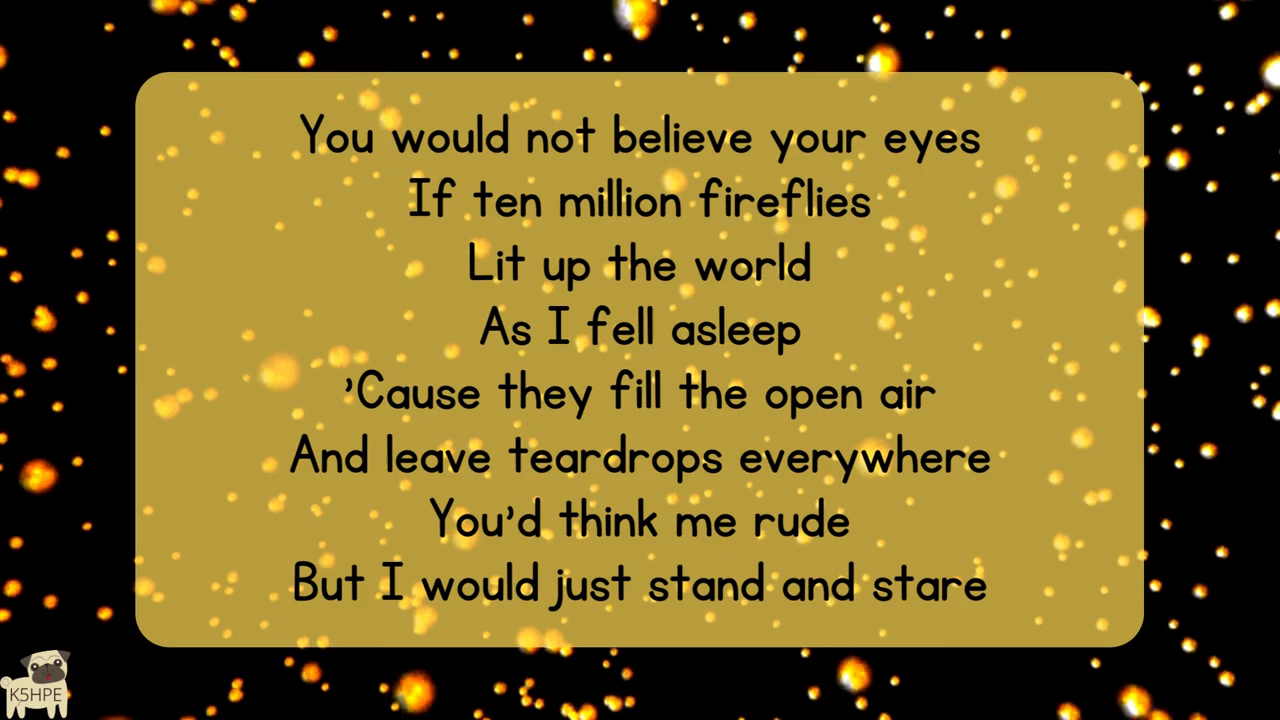 You would not believe your eyes
If ten million fireflies
Lit up the world
As I fell asleep
’Cause they fill the open air
And leave teardrops everywhere
You’d think me rude
But I would just stand and stare
K5HPE